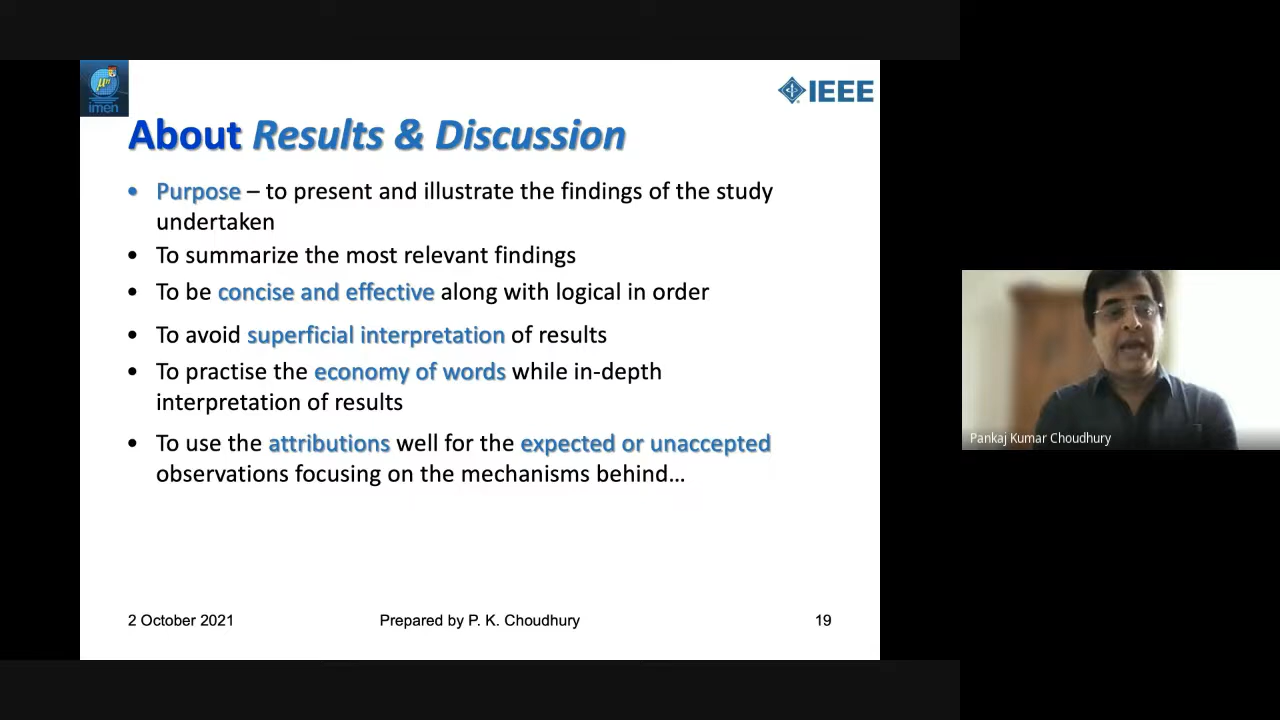 µη
imen
IEEE
About Results & Discussion
• Purpose – to present and illustrate the findings of the study
undertaken
• To summarize the most relevant findings
• To be concise and effective along with logical in order
• To avoid superficial interpretation of results
• To practise the economy of words while in-depth
interpretation of results
• To use the attributions well for the expected or unaccepted
observations focusing on the mechanisms behind…
2 October 2021
Prepared by P. K. Choudhury
19
Pankaj Kumar Choudhury